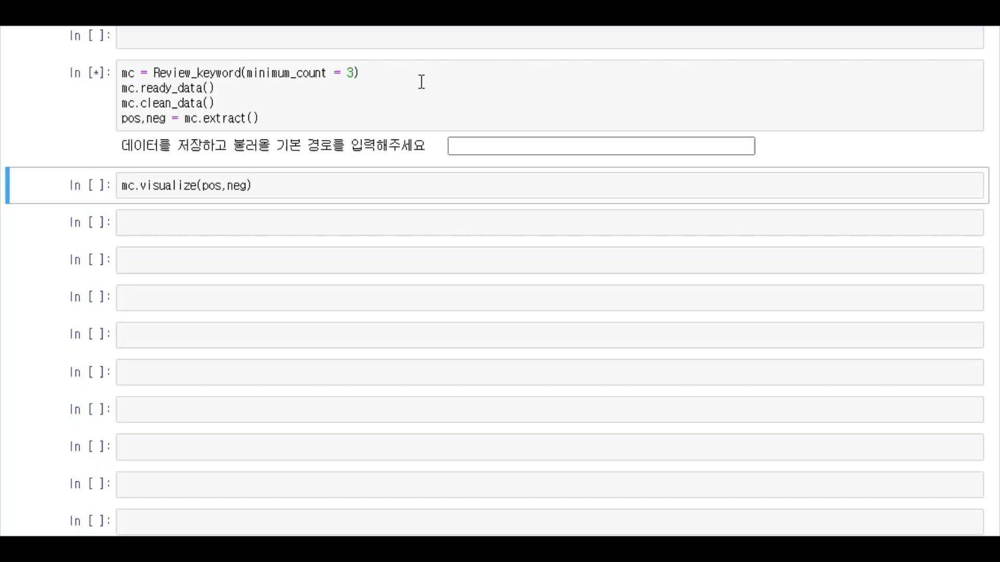 In [ ]:
In [*]: mc = Review_keyword(minimum_count = 3)
mc.ready_data()
mc.clean_data()
pos,neg = mc.extract()
데이터를 저장하고 불러올 기본 경로를 입력해주세요
In [ ]: mc.visualize(pos,neg)
In [ ]:
In [ ]:
In [ ]:
In [ ]:
In [ ]:
In [ ]:
In [ ]:
In [ ]:
In [ ]: